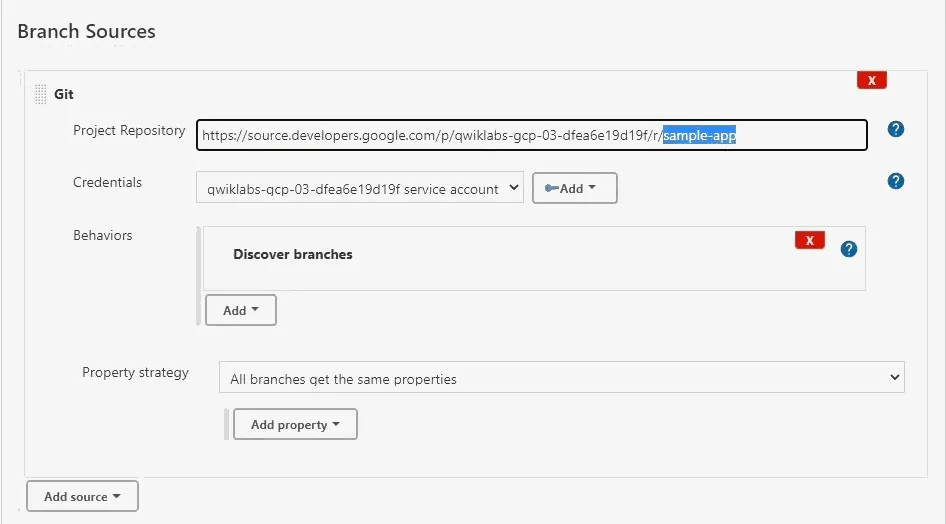 Branch Sources
X
Git
Project Repository https://source.developers.google.com/p/qwiklabs-gcp-03-dfea6e19d19f/r/sample-app ?
Credentials qwiklabs-gcp-03-dfea6e19d19f service account Add ?
Behaviors
X
Discover branches ?
Add
Property strategy All branches get the same properties
Add property
Add source